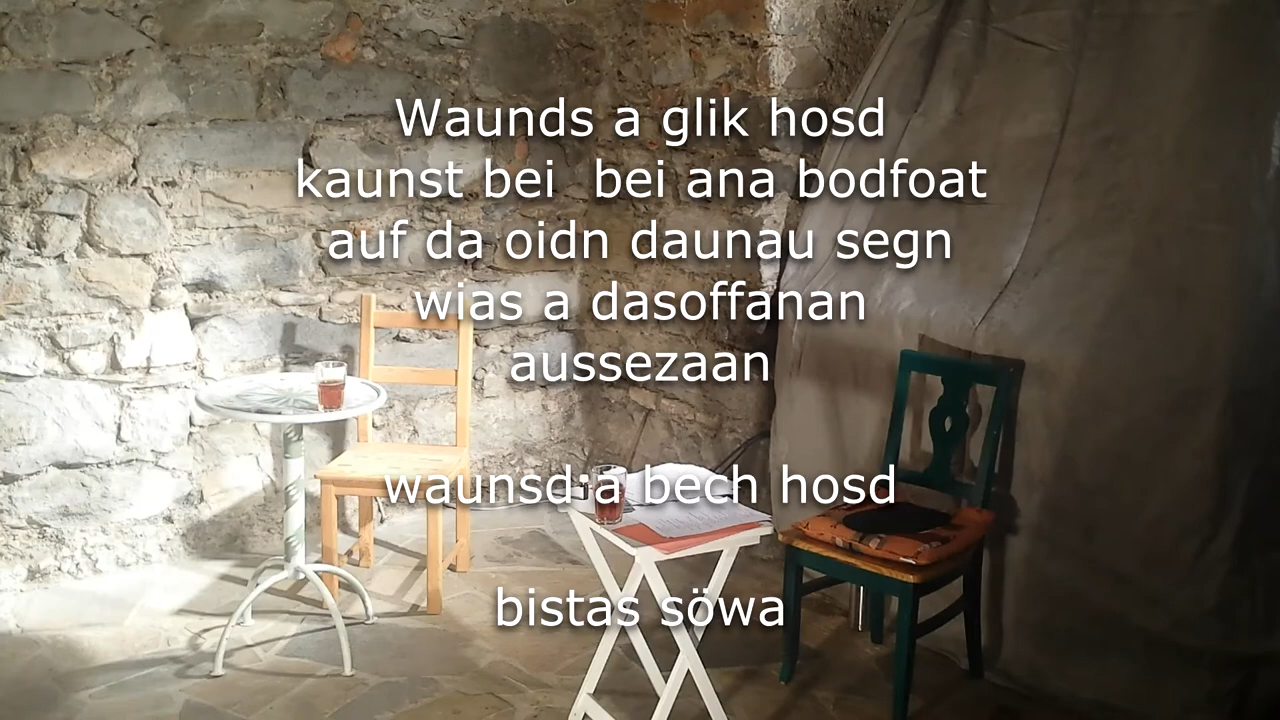 Waunds a glik hosd
kaunst bei  bei ana bodfoat
auf da oidn daunau segn
wias a dasoffanan
aussezaan
waunsd a bech hosd
bistas söwa